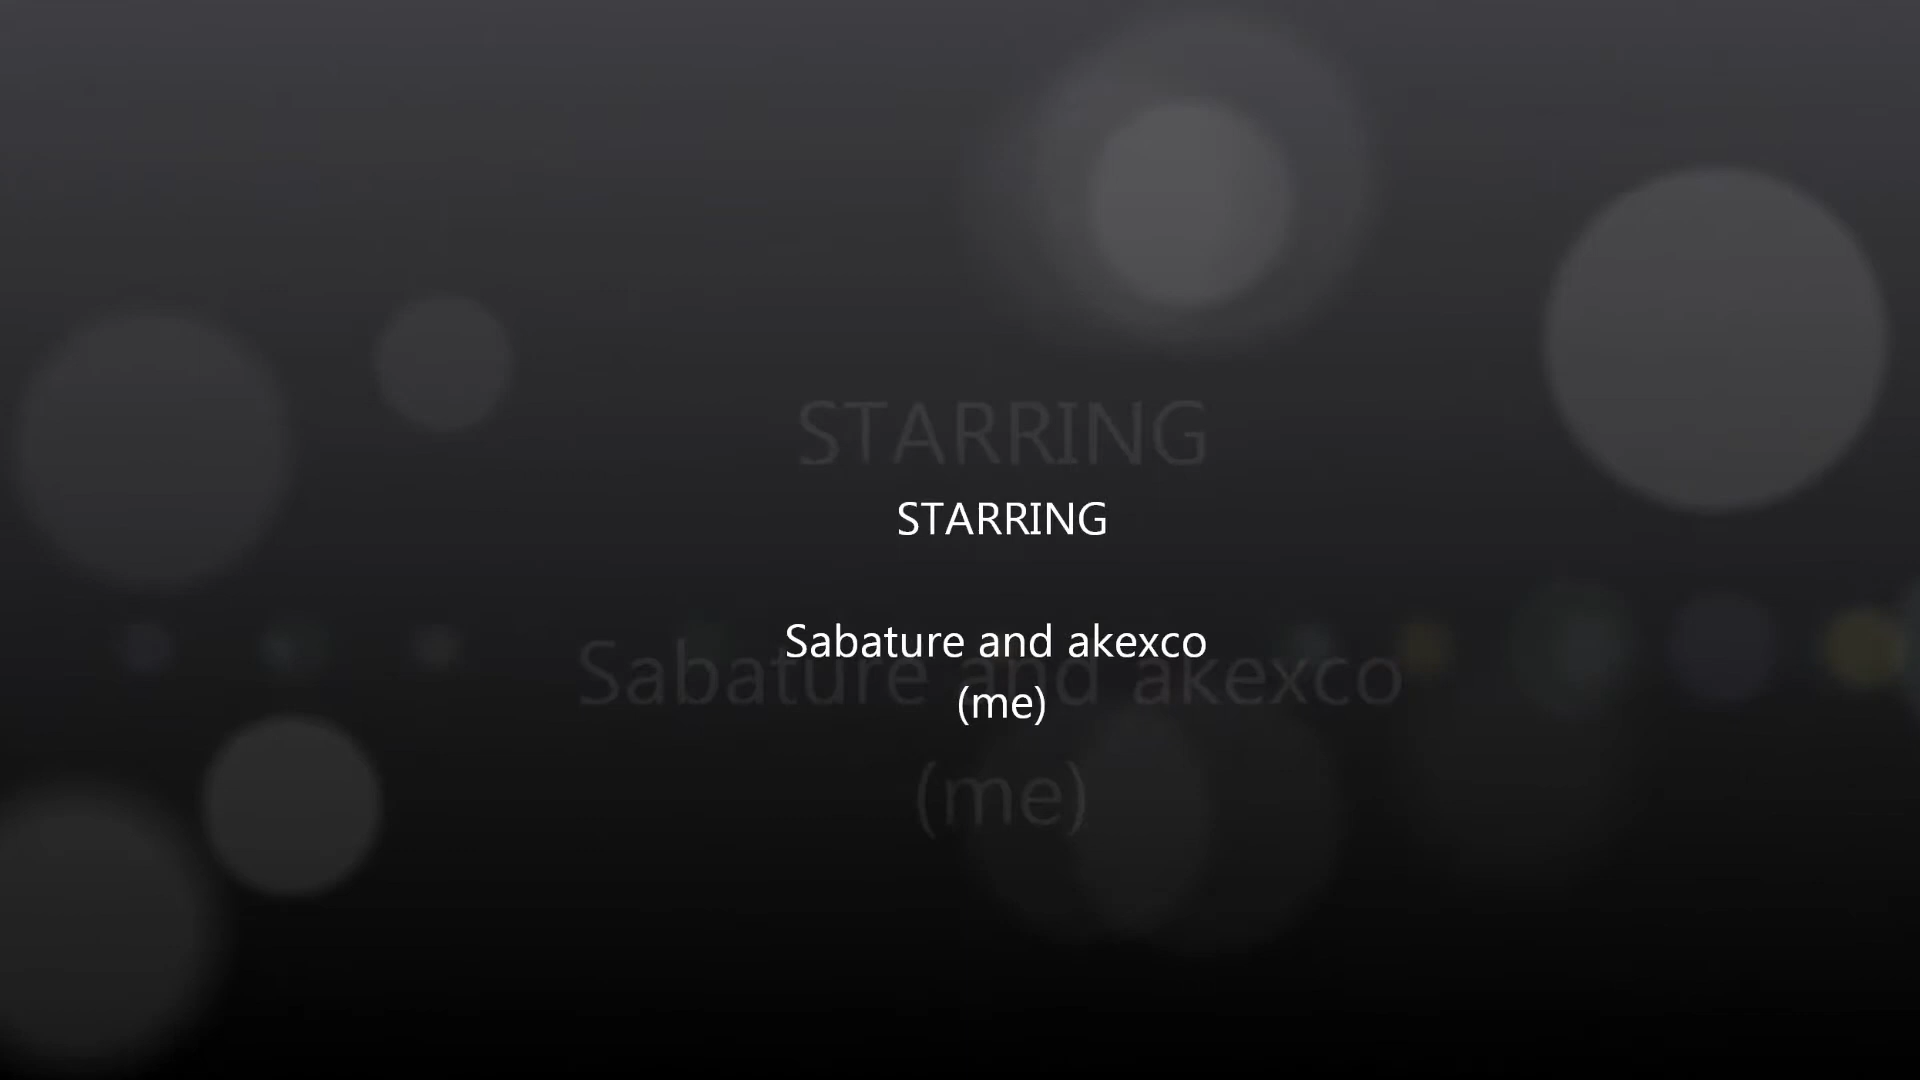 STARRING
STARRING
Sabature and akexco
Sabature and akexco
(me)
(me)